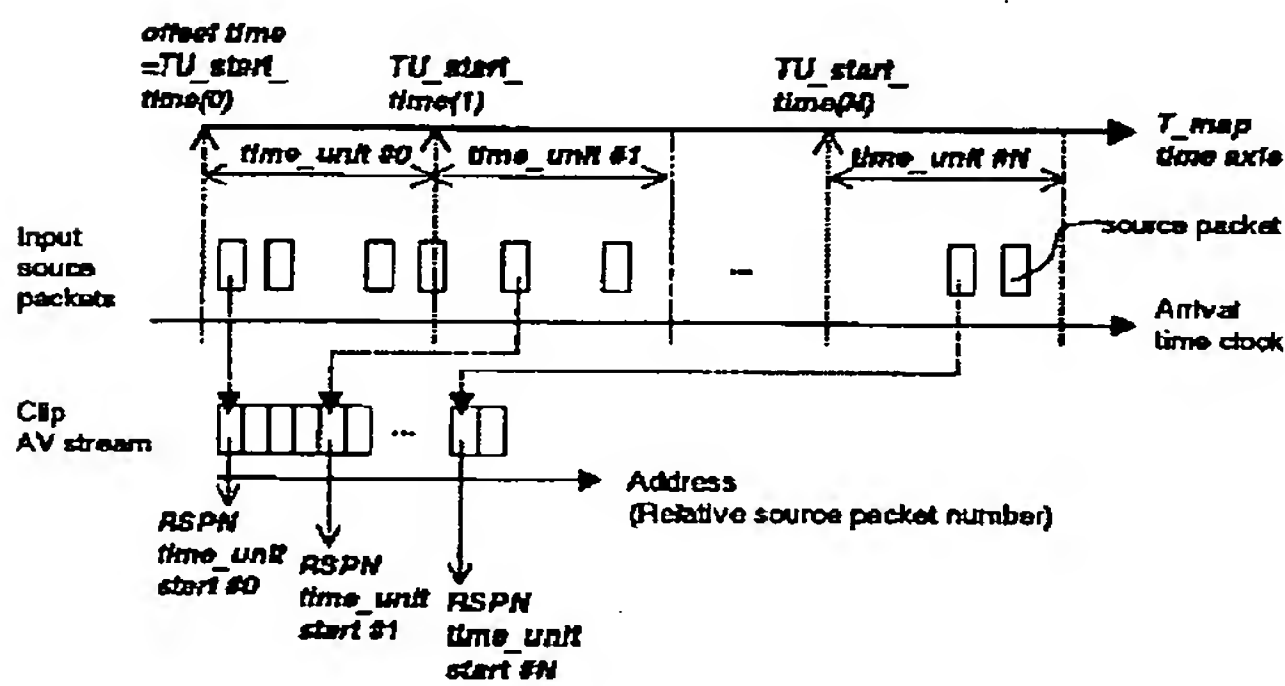 offset time
=TU_start_
time(0)
TU_start_
time(1)
TU_start_
time(N)
T_map
time axis
time_unit #0
time_unit #1
time_unit #N
Input
souce
packets
source packet
...
Arrival
time clock
Clip
AV stream
...
Address
(Relative source packet number)
RSPN
time_unit
start #0
RSPN
time_unit
start #1
RSPN
time_unit
start #N